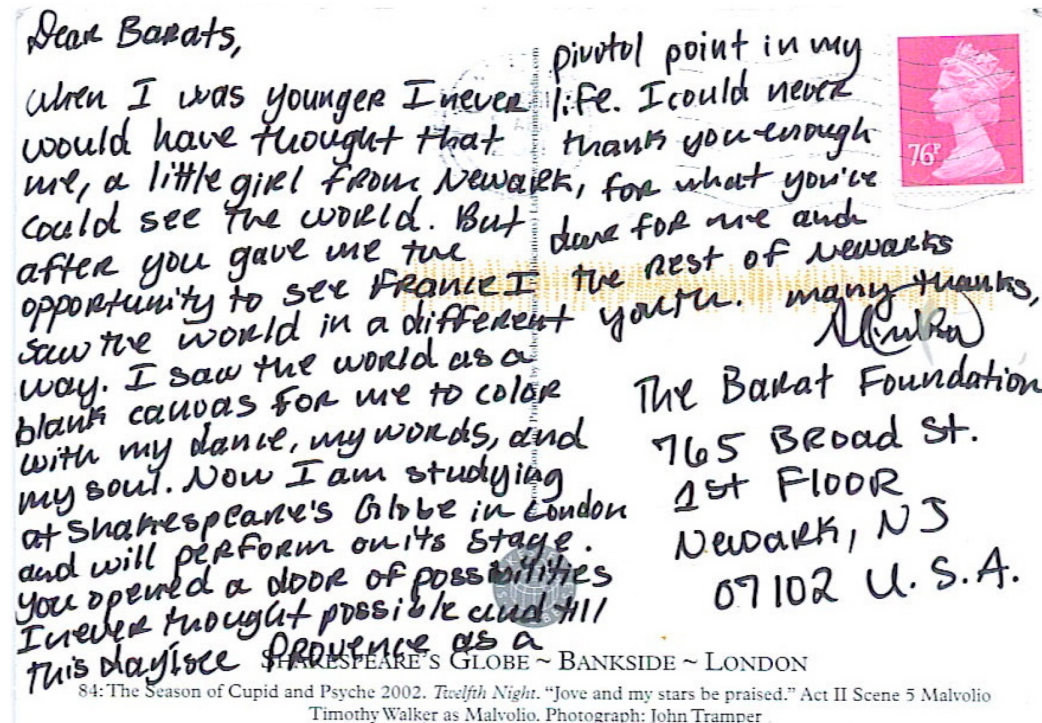 Dear Barats,
when I was younger I never
would have thought that
me, a little girl from Newark,
could see the world. But
after you gave me the
opportunity to see France I
saw the world in a different
way. I saw the world as a
blank canvas for me to color
with my dance, my words, and
my soul. Now I am studying
at Shakespeare's Globe in London
and will perform on its stage.
You opened a door of possibilities
I never thought possible and till
this day I see Provence as a
pivotol point in my
life. I could never
thank you enough
for what you've
done for me and
the rest of Newarks
youth. many thanks,
76P
The Barat Foundation
765 Broad St.
1st Floor
Newark, NJ
07102 U.S.A.
SHAKESPEARE'S GLOBE ~ BANKSIDE ~ LONDON
84: The Season of Cupid and Psyche 2002. Twelfth Night. "Jove and my stars be praised." Act II Scene 5 Malvolio
Timothy Walker as Malvolio. Photograph: John Tramper